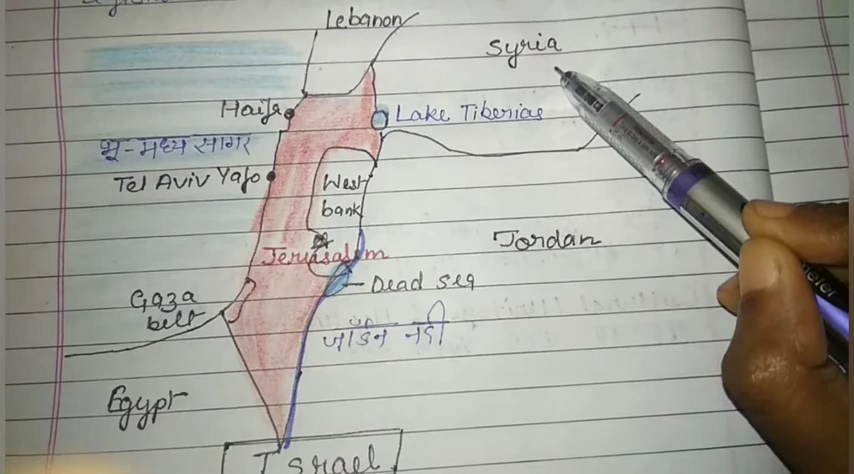 Lebanon
Syria
Haifa
Lake Tiberias
भू-मध्य सागर
Tel Aviv Yafo
West
bank
Jerusalem
Jordan
Dead sea
Gaza
belt
जॉर्डन नदी
Egypt
Israel